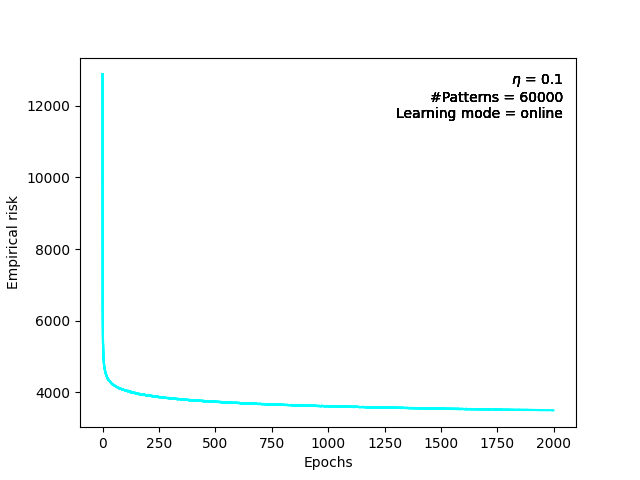 η = 0.1
#Patterns = 60000
Learning mode = online
12000
10000
8000
6000
4000
Empirical risk
0
250
500
750
1000
1250
1500
1750
2000
Epochs